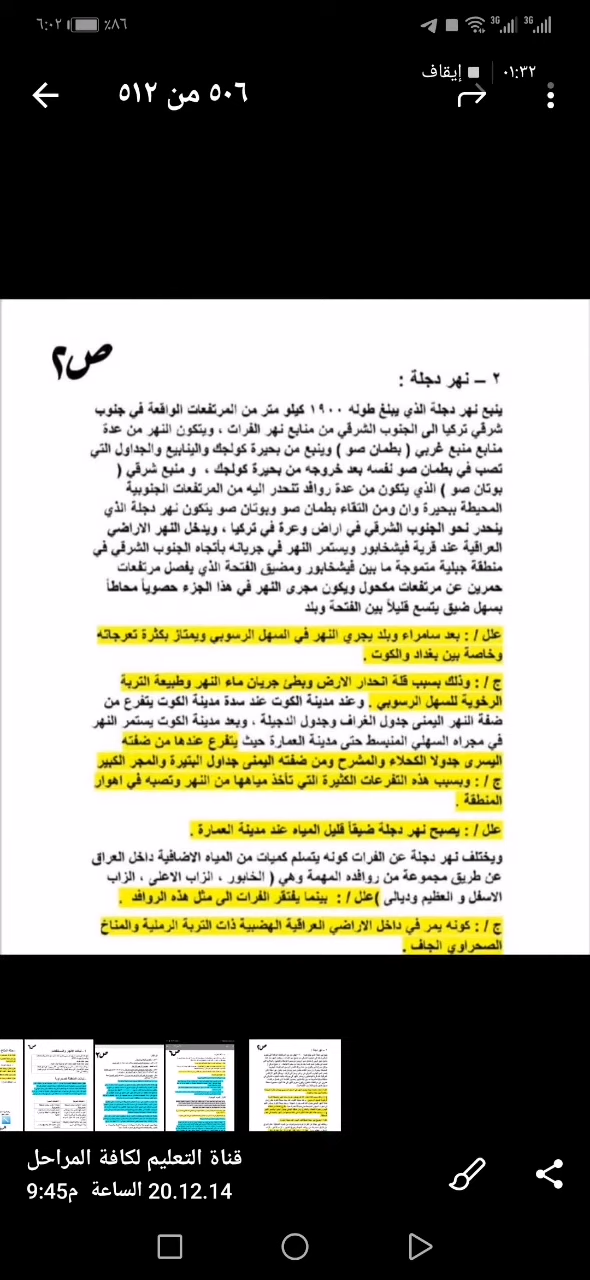 ٦:٠٢ ٪٨٦ 3G 3G
٠١:٣٢ إيقاف
٥٠٦ من ٥١٢
ص٢
٢ – نهر دجلة :
ينبع نهر دجلة الذي يبلغ طوله ١٩٠٠ كيلو متر من المرتفعات الواقعة في جنوب
شرقي تركيا الى الجنوب الشرقي من منابع نهر الفرات ، ويتكون النهر من عدة
منابع منبع غربي ( بطمان صو ) وينبع من بحيرة كولجك والينابيع والجداول التي
تصب في بطمان صو نفسه بعد خروجه من بحيرة كولجك ، و منبع شرقي (
بوتان صو ) الذي يتكون من عدة روافد تنحدر اليه من المرتفعات الجنوبية
المحيطة ببحيرة وان ومن التقاء بطمان صو وبوتان صو يتكون نهر دجلة الذي
ينحدر نحو الجنوب الشرقي في اراض وعرة في تركيا ، ويدخل النهر الاراضي
العراقية عند قرية فيشخابور ويستمر النهر في جريانه بأتجاه الجنوب الشرقي في
منطقة جبلية متموجة ما بين فيشخابور ومضيق الفتحة الذي يفصل مرتفعات
حمرين عن مرتفعات مكحول ويكون مجرى النهر في هذا الجزء حصوياً محاطاً
بسهل ضيق يتسع قليلاً بين الفتحة وبلد
علل /: بعد سامراء وبلد يجري النهر في السهل الرسوبي ويمتاز بكثرة تعرجاته
وخاصة بين بغداد والكوت .
ج /: وذلك بسبب قلة انحدار الارض وبطئ جريان ماء النهر وطبيعة التربة
الرخوية للسهل الرسوبي . وعند مدينة الكوت عند سدة مدينة الكوت يتفرع من
ضفة النهر اليمنى جدول الغراف وجدول الدجيلة ، وبعد مدينة الكوت يستمر النهر
في مجراه السهلي المنبسط حتى مدينة العمارة حيث يتفرع عندها من ضفته
اليسرى جدولا الكحلاء والمشرح ومن ضفته اليمنى جداول البتيرة والمجر الكبير
ج /: وبسبب هذه التفرعات الكثيرة التي تأخذ مياهها من النهر وتصبه في اهوار
المنطقة .
علل /: يصبح نهر دجلة ضيقاً قليل المياه عند مدينة العمارة .
ويختلف نهر دجلة عن الفرات كونه يتسلم كميات من المياه الاضافية داخل العراق
عن طريق مجموعة من روافده المهمة وهي ( الخابور ، الزاب الاعلى ، الزاب
الاسفل و العظيم وديالى )علل /: بينما يفتقر الفرات الى مثل هذه الروافد .
ج /: كونه يمر في داخل الاراضي العراقية الهضبية ذات التربة الرملية والمناخ
الصحراوي الجاف .
قناة التعليم لكافة المراحل
20.12.14 الساعة 9:45م